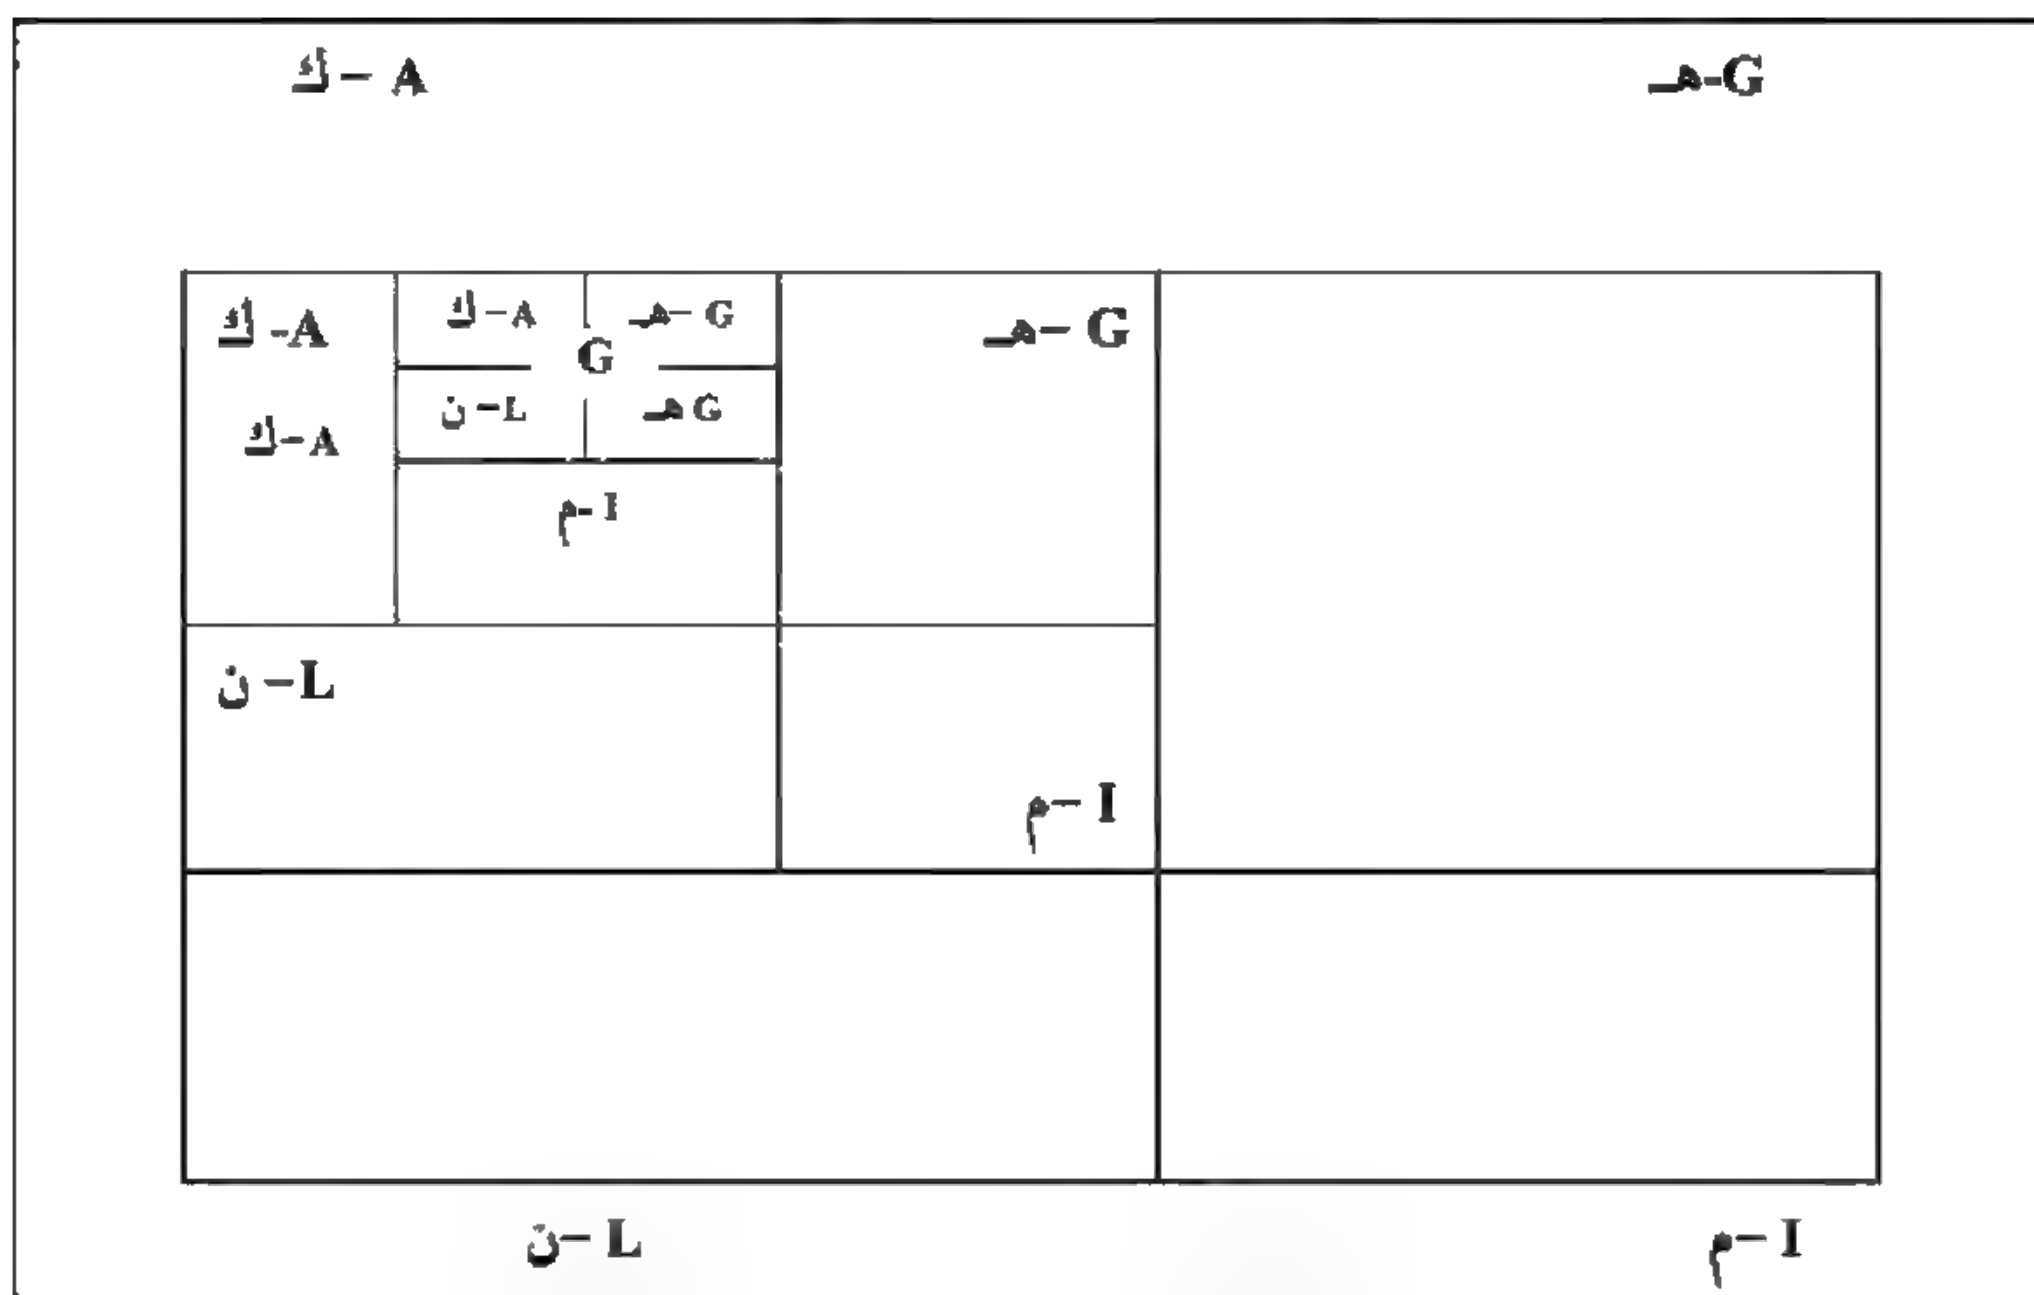 ك – A هـ-G
ك -A ك –A هـ – G هـ – G
G
ن –L هـ G
ك–A
م- I
ن –L
م – I
ن– L م – I